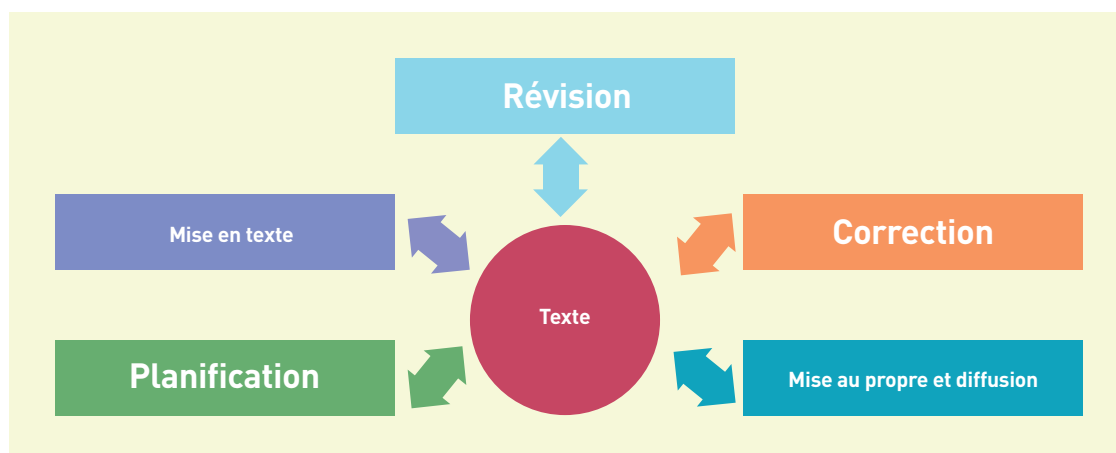 Révision
Mise en texte
Correction
Texte
Planification
Mise au propre et diffusion